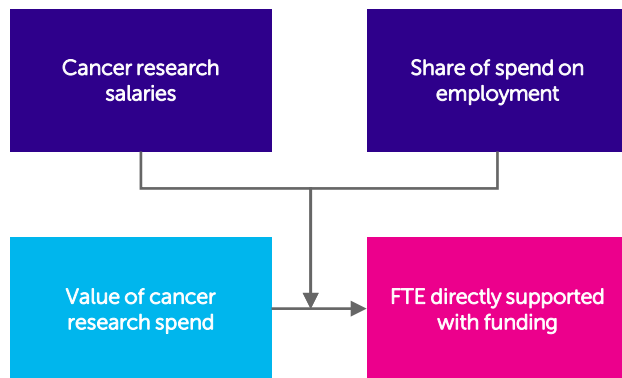 Cancer research
salaries
Share of spend on
employment
Value of cancer
research spend
FTE directly supported
with funding